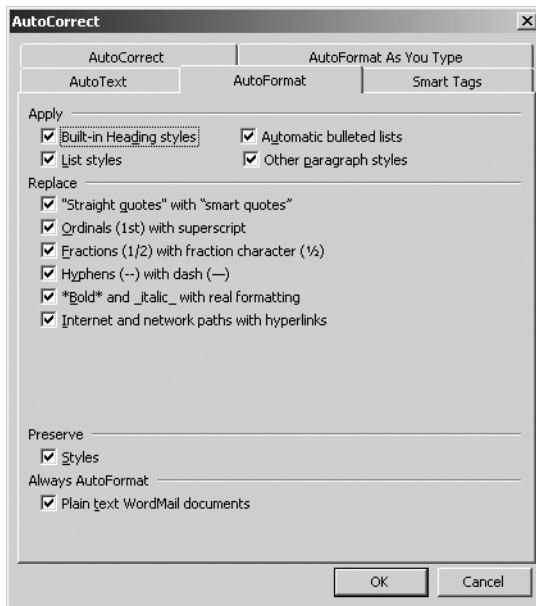 AutoCorrect
AutoCorrect AutoFormat As You Type
AutoText AutoFormat Smart Tags
Apply
Built-in Heading styles Automatic bulleted lists
List styles Other paragraph styles
Replace
"Straight quotes" with “smart quotes”
Ordinals (1st) with superscript
Fractions (1/2) with fraction character (½)
Hyphens (--) with dash (—)
*Bold* and _italic_ with real formatting
Internet and network paths with hyperlinks
Preserve
Styles
Always AutoFormat
Plain text WordMail documents
OK Cancel